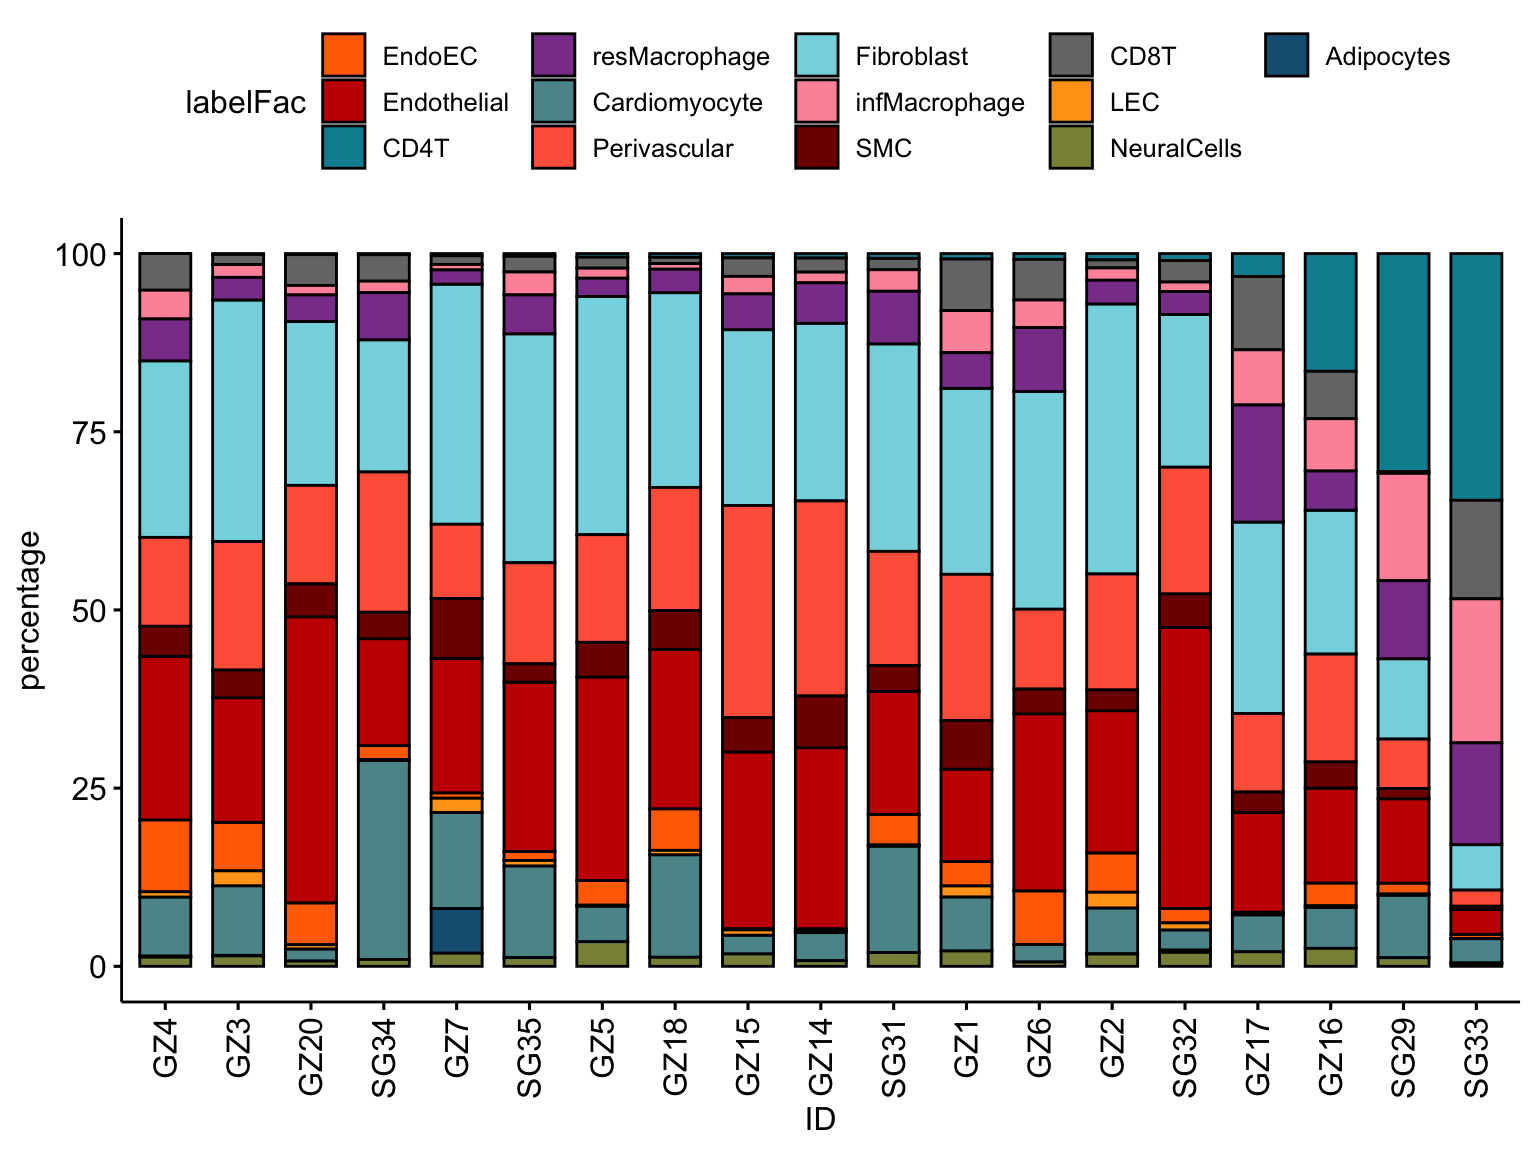 EndoEC resMacrophage Fibroblast CD8T Adipocytes
labelFac Endothelial Cardiomyocyte infMacrophage LEC
CD4T Perivascular SMC NeuralCells
100
75
50
25
0
percentage
GZ4 GZ3 GZ20 SG34 GZ7 SG35 GZ5 GZ18 GZ15 GZ14 SG31 GZ1 GZ6 GZ2 SG32 GZ17 GZ16 SG29 SG33
ID